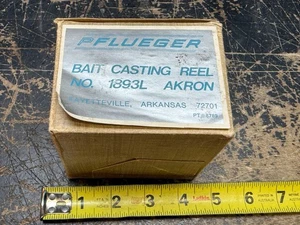 PFLUEGER
BAIT CASTING REEL
NO. 1893L AKRON
FAYETTEVILLE, ARKANSAS 72701
1 2 3 4 5 6 7